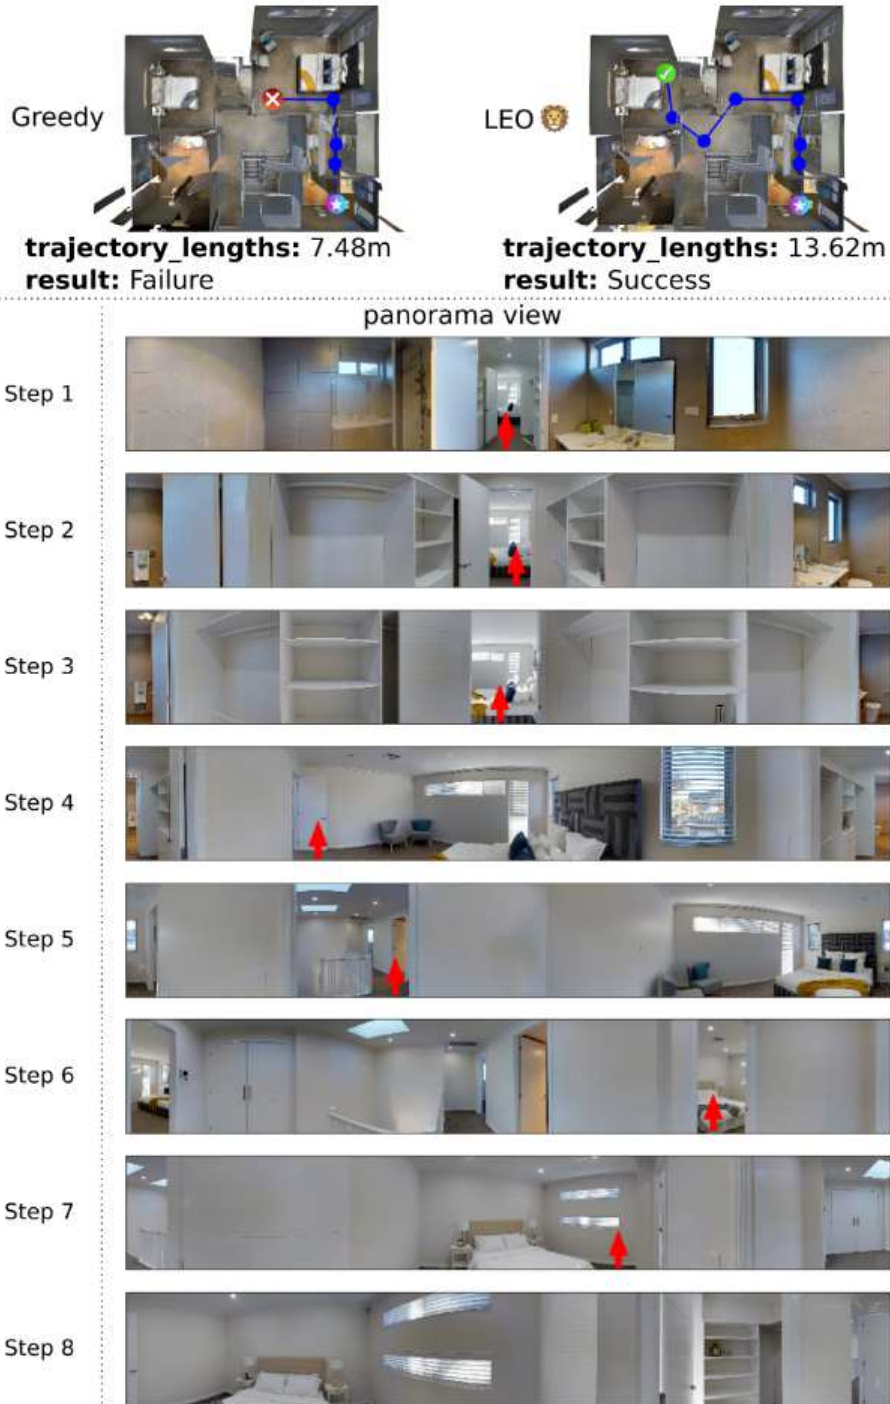 Greedy
trajectory_lengths: 7.48m
result: Failure
LEO
trajectory_lengths: 13.62m
result: Success
panorama view
Step 1
Step 2
Step 3
Step 4
Step 5
Step 6
Step 7
Step 8